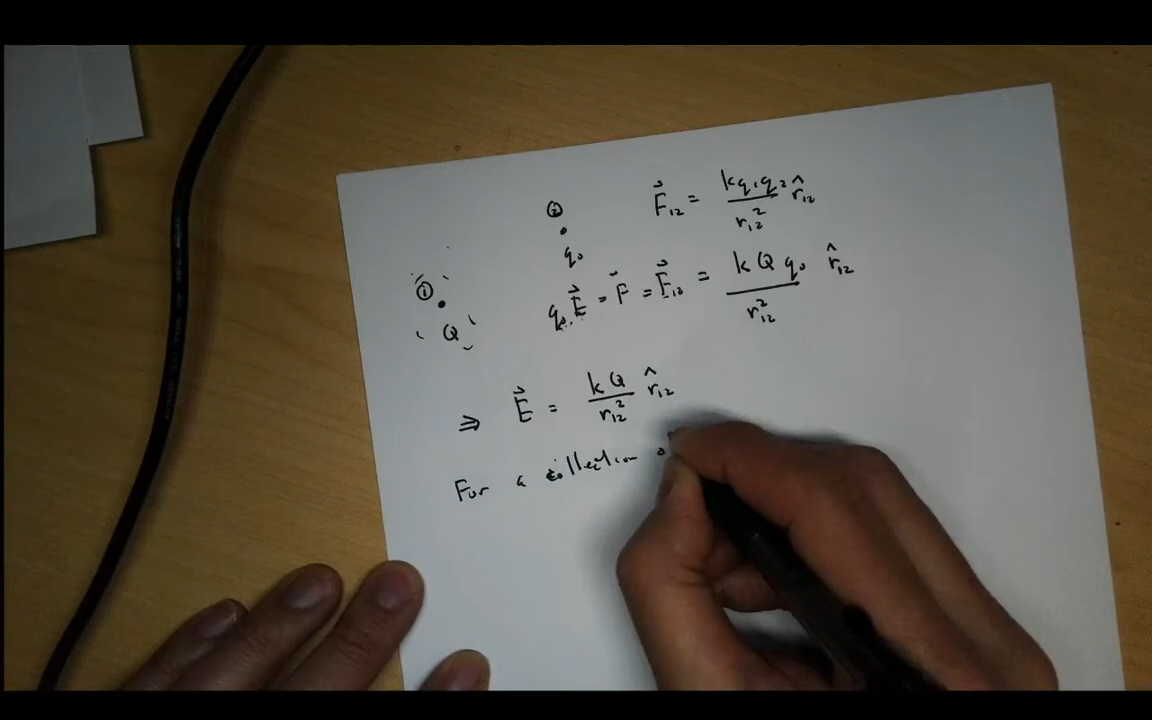 ② F⃗₁₂ = kq₁q₂/r₁₂² r̂₁₂
q₀
① q₀E⃗ = F⃗ = F⃗₁₂ = kQq₀/r₁₂² r̂₁₂
Q
⇒ E⃗ = kQ/r₁₂² r̂₁₂
For a collection o